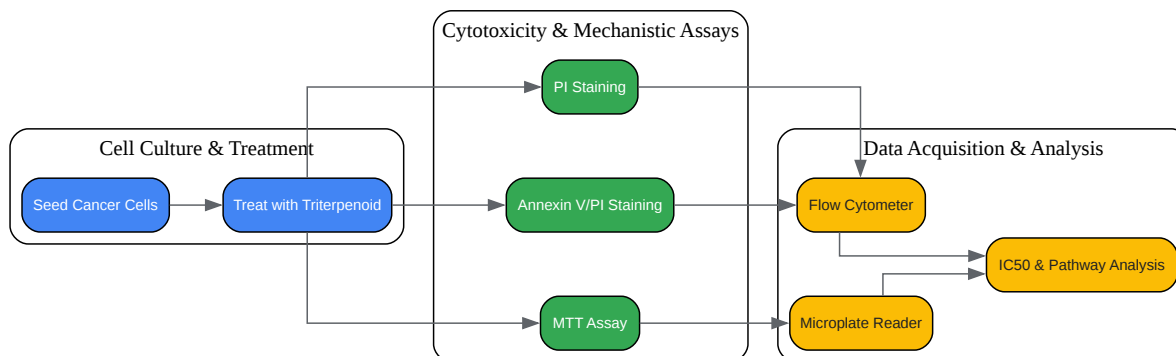 Cell Culture & Treatment
Seed Cancer Cells
Treat with Triterpenoid
Cytotoxicity & Mechanistic Assays
PI Staining
Annexin V/PI Staining
MTT Assay
Data Acquisition & Analysis
Flow Cytometer
Microplate Reader
IC50 & Pathway Analysis